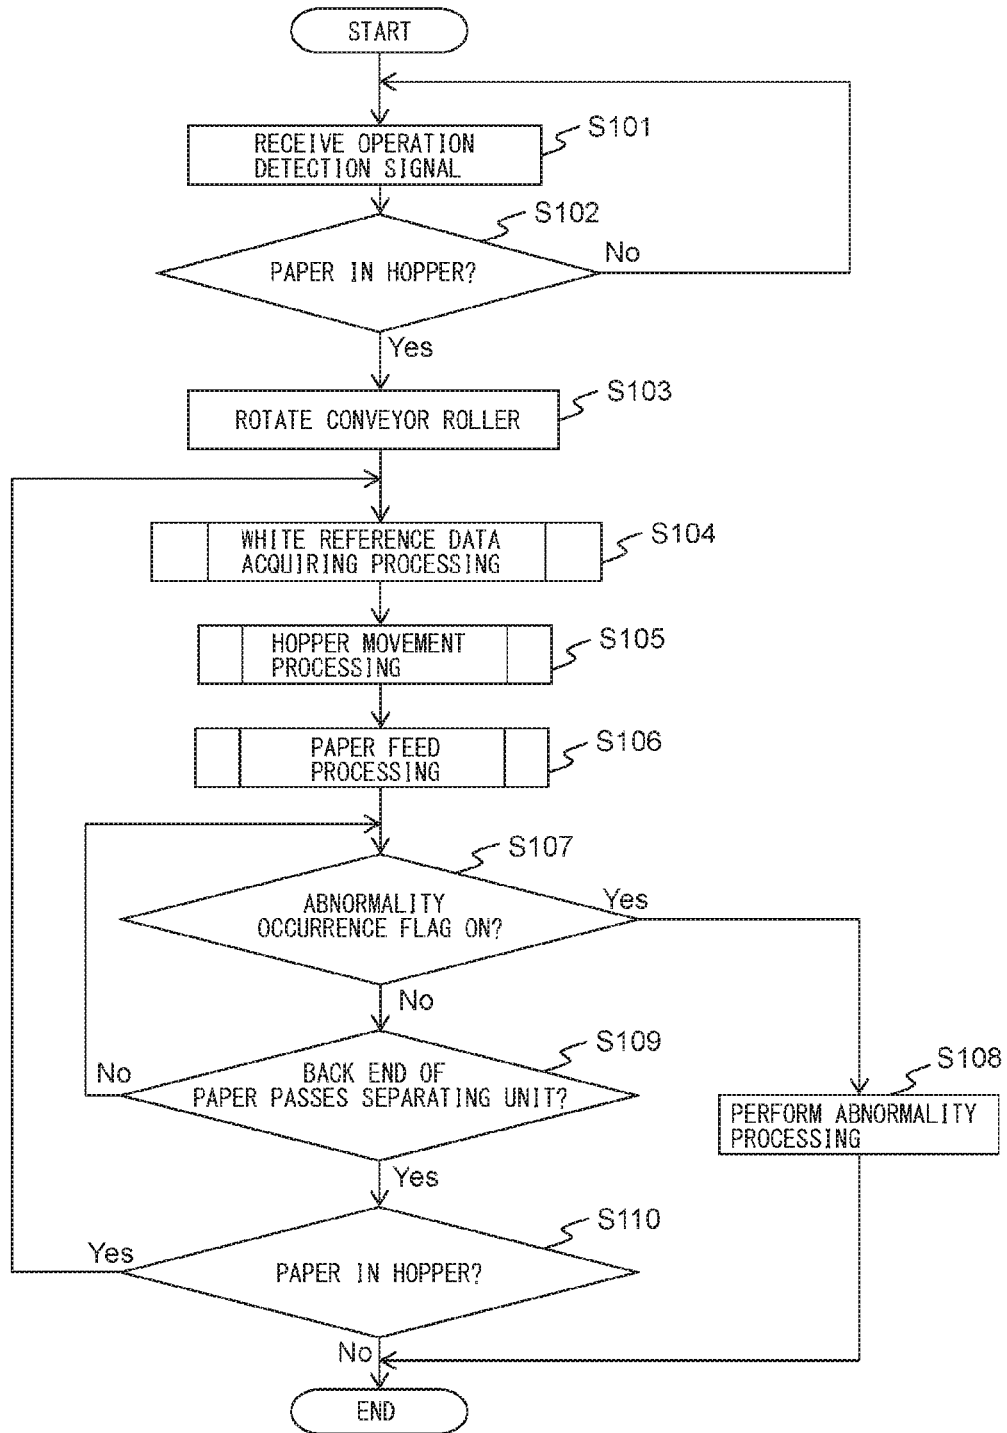 START
RECEIVE OPERATION
DETECTION SIGNAL
S101
PAPER IN HOPPER?
S102
No
Yes
ROTATE CONVEYOR ROLLER
S103
WHITE REFERENCE DATA
ACQUIRING PROCESSING
S104
HOPPER MOVEMENT
PROCESSING
S105
PAPER FEED
PROCESSING
S106
ABNORMALITY
OCCURRENCE FLAG ON?
S107
Yes
No
BACK END OF
PAPER PASSES SEPARATING UNIT?
S109
No
Yes
PERFORM ABNORMALITY
PROCESSING
S108
PAPER IN HOPPER?
S110
Yes
No
END